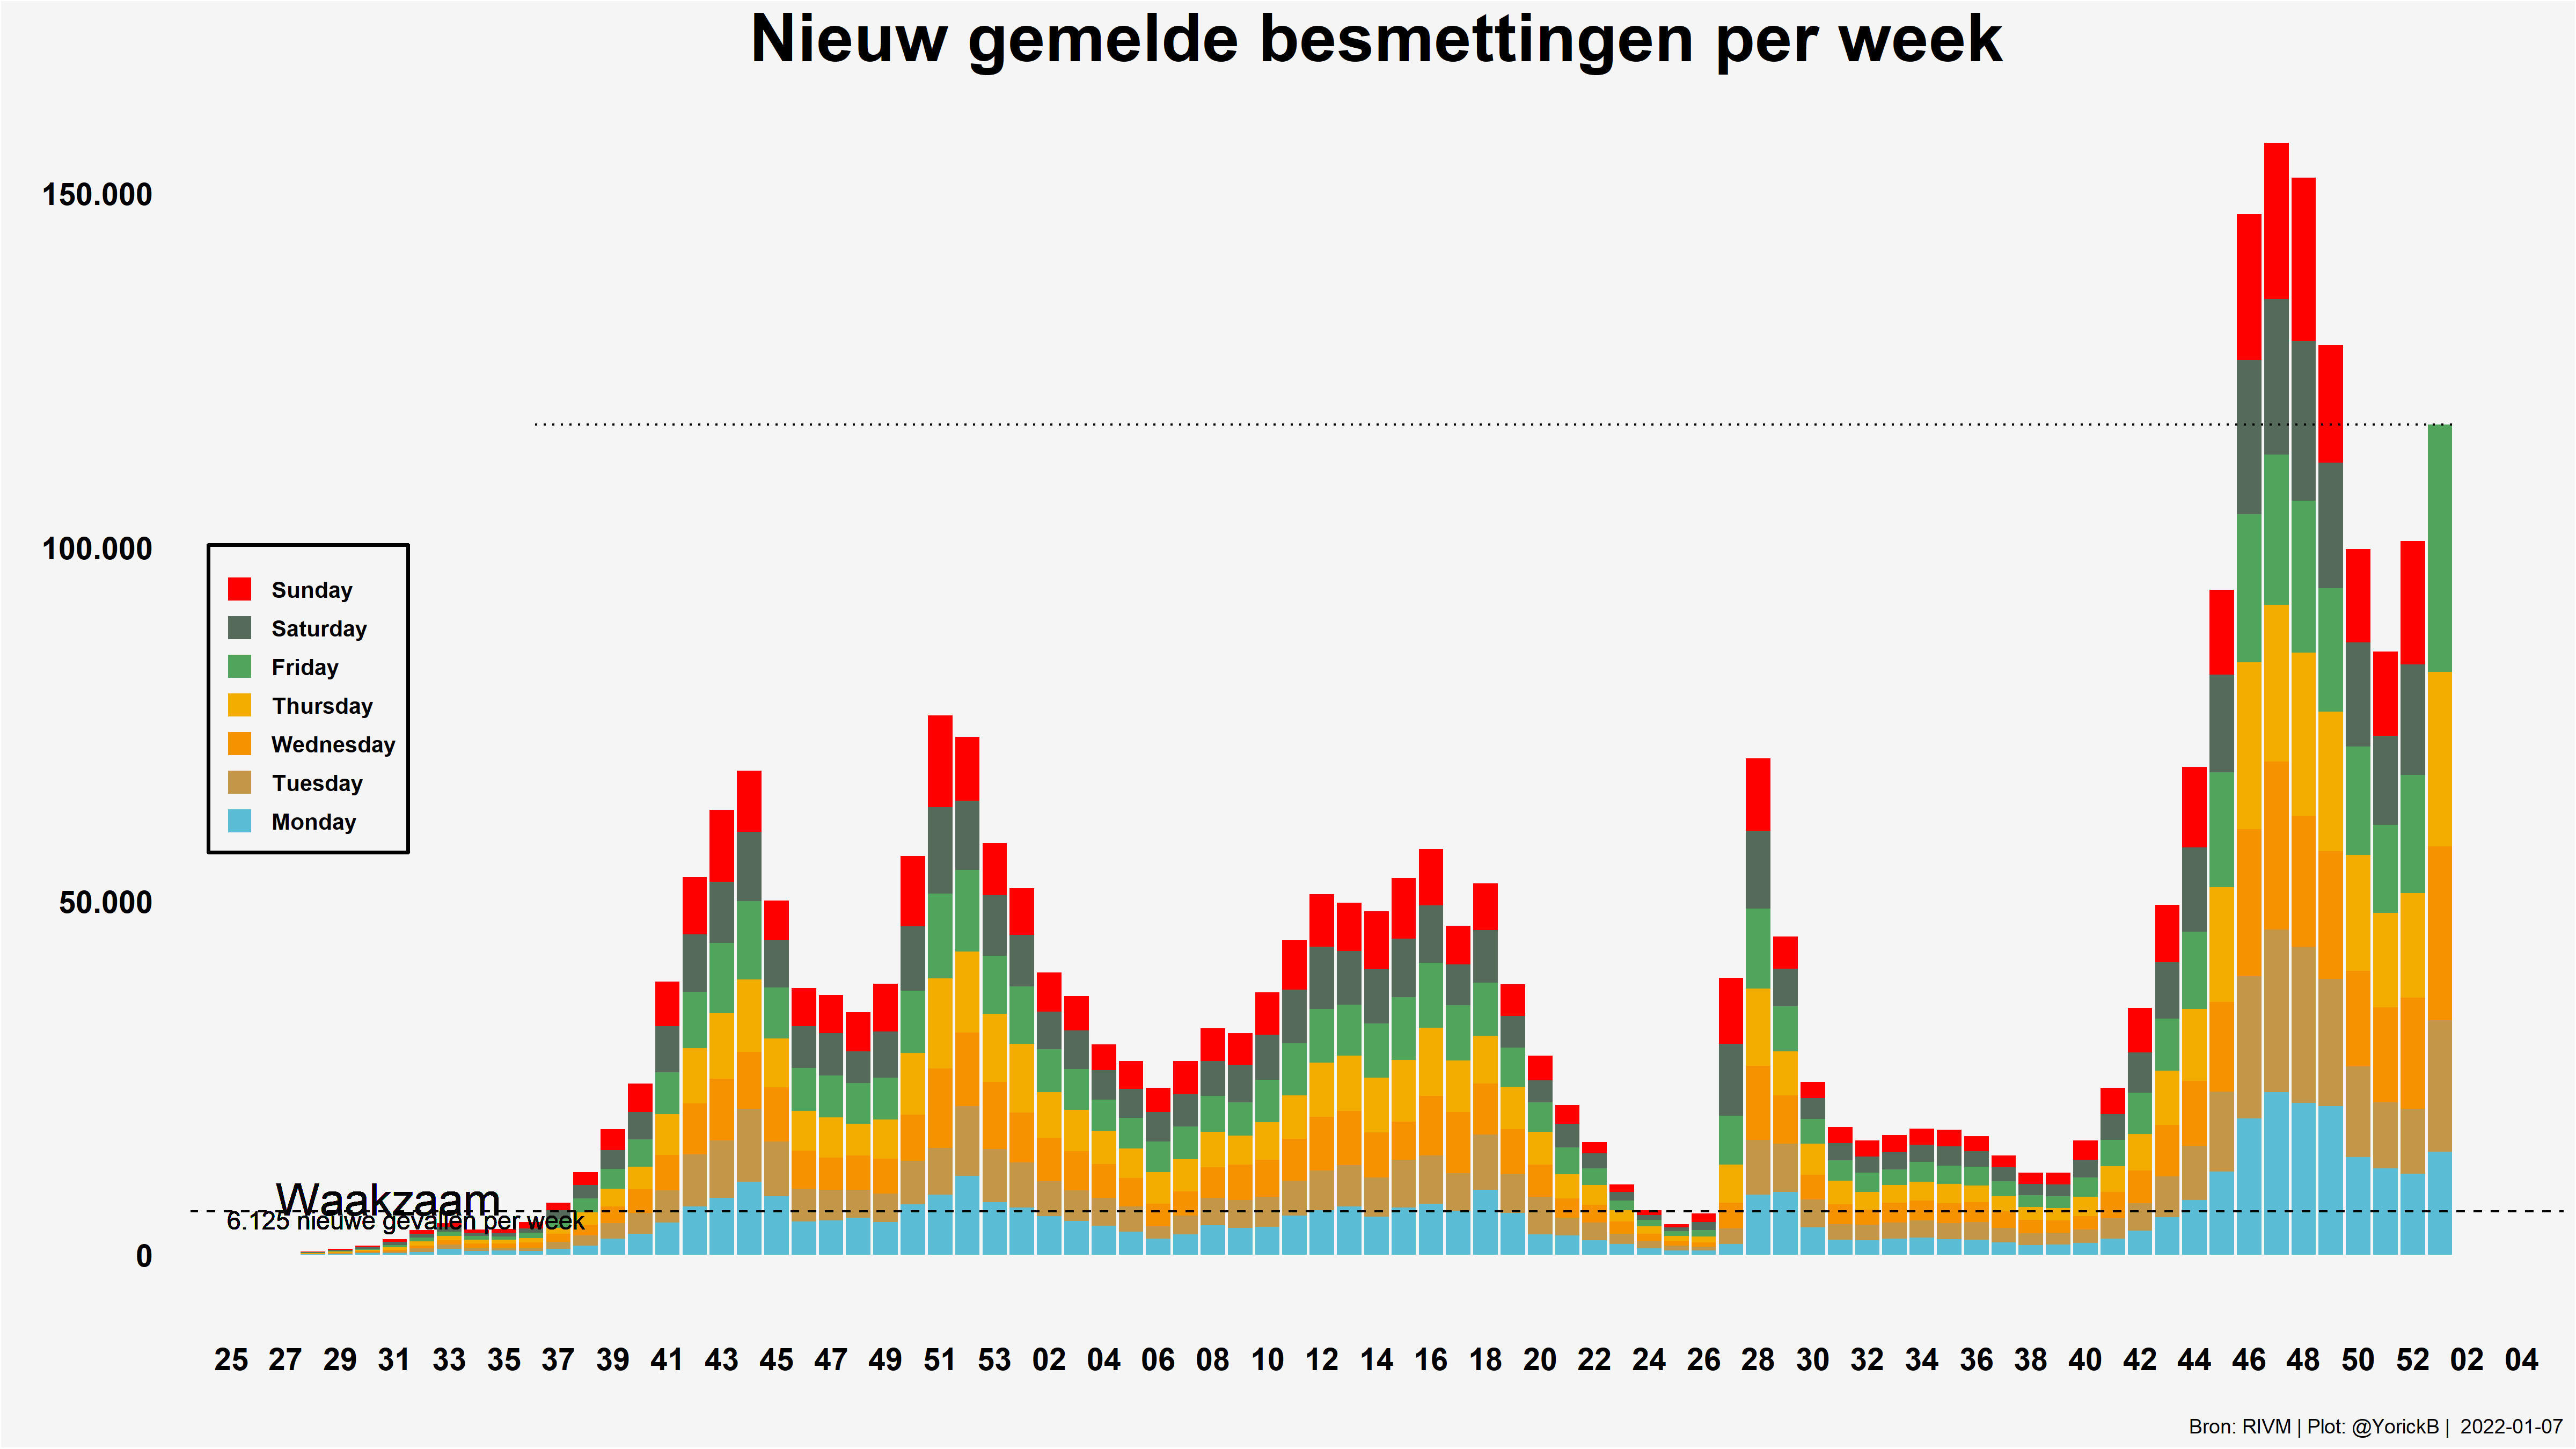 Nieuw gemelde besmettingen per week
150.000
100.000
50.000
0
Sunday
Saturday
Friday
Thursday
Wednesday
Tuesday
Monday
Waakzaam
6.125 nieuwe gevallen per week
25 27 29 31 33 35 37 39 41 43 45 47 49 51 53 02 04 06 08 10 12 14 16 18 20 22 24 26 28 30 32 34 36 38 40 42 44 46 48 50 52 02 04
Bron: RIVM | Plot: @YorickB | 2022-01-07